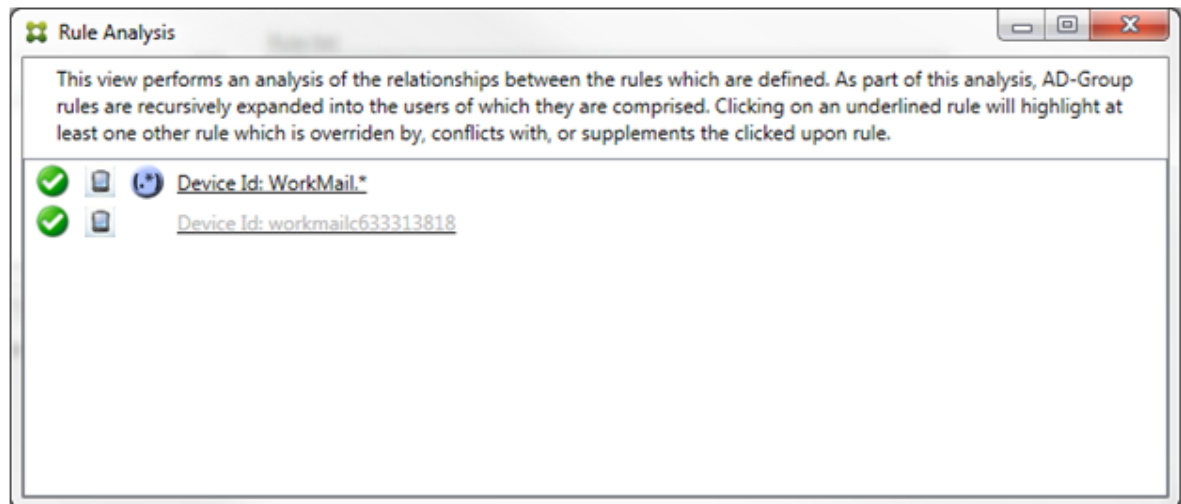 Rule Analysis
This view performs an analysis of the relationships between the rules which are defined. As part of this analysis, AD-Group
rules are recursively expanded into the users of which they are comprised. Clicking on an underlined rule will highlight at
least one other rule which is overriden by, conflicts with, or supplements the clicked upon rule.
(.*) Device Id: WorkMail.*
Device Id: workmailc633313818